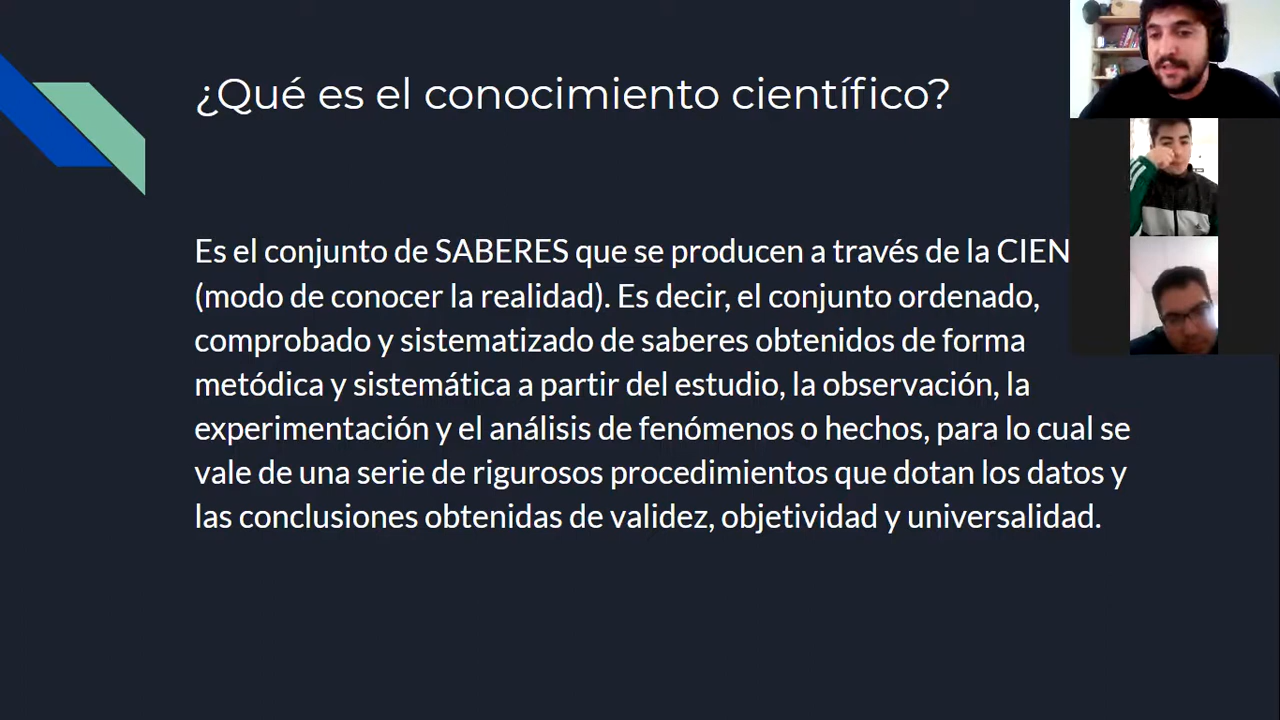 ¿Qué es el conocimiento científico?
Es el conjunto de SABERES que se producen a través de la CIEN
(modo de conocer la realidad). Es decir, el conjunto ordenado,
comprobado y sistematizado de saberes obtenidos de forma
metódica y sistemática a partir del estudio, la observación, la
experimentación y el análisis de fenómenos o hechos, para lo cual se
vale de una serie de rigurosos procedimientos que dotan los datos y
las conclusiones obtenidas de validez, objetividad y universalidad.